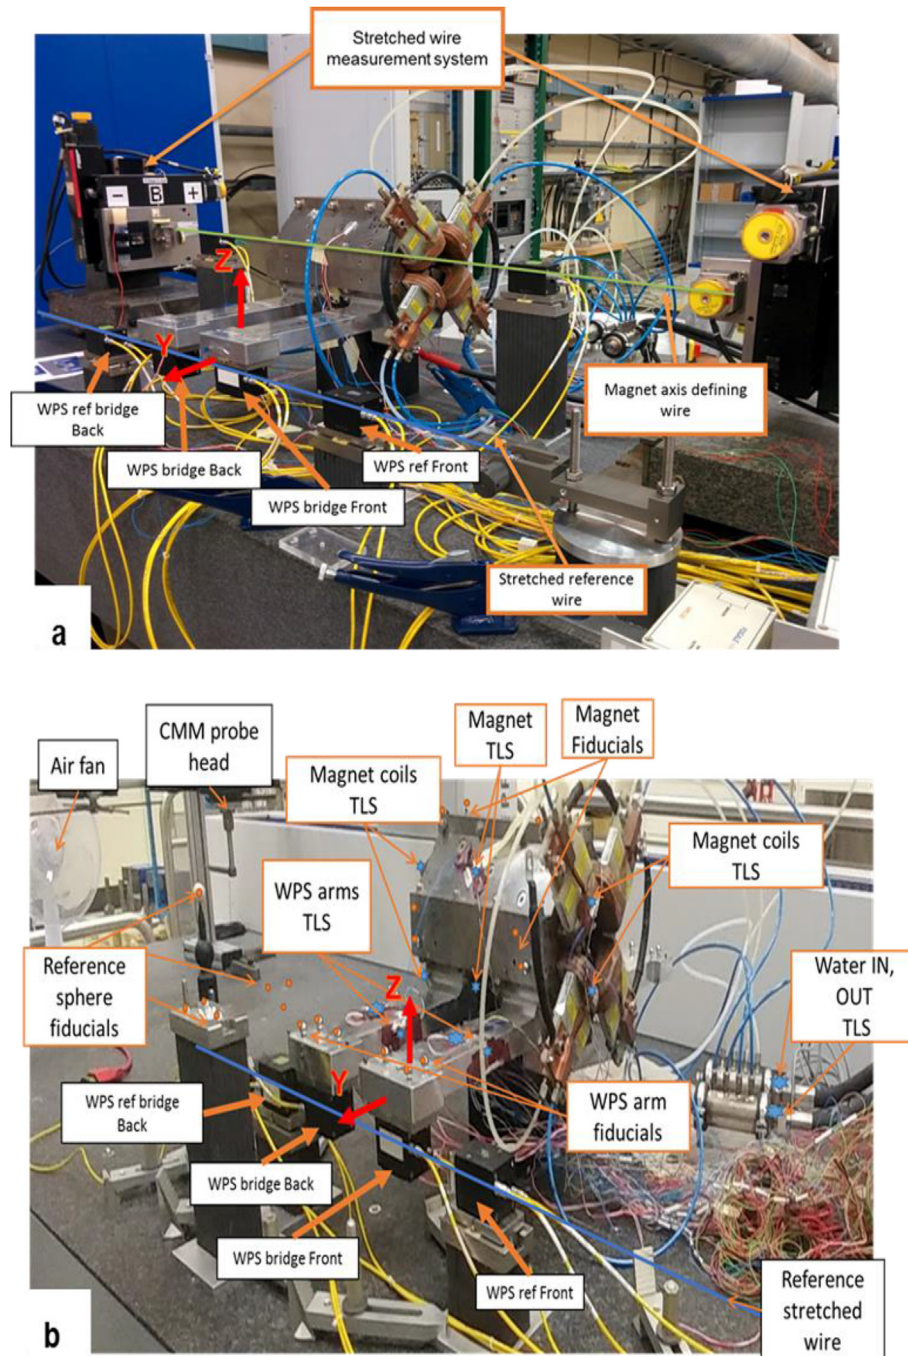 Stretched wire
measurement system
- B +
Z
Y
WPS ref bridge
Back
WPS bridge Back
WPS bridge Front
WPS ref Front
Magnet axis defining
wire
Stretched reference
wire
a
Air fan
CMM probe
head
Magnet coils
TLS
Magnet
TLS
Magnet
Fiducials
WPS arms
TLS
Magnet coils
TLS
Reference
sphere
fiducials
Z
Y
Water IN,
OUT
TLS
WPS ref bridge
Back
WPS bridge Back
WPS bridge Front
WPS arm
fiducials
WPS ref Front
Reference
stretched
wire
b